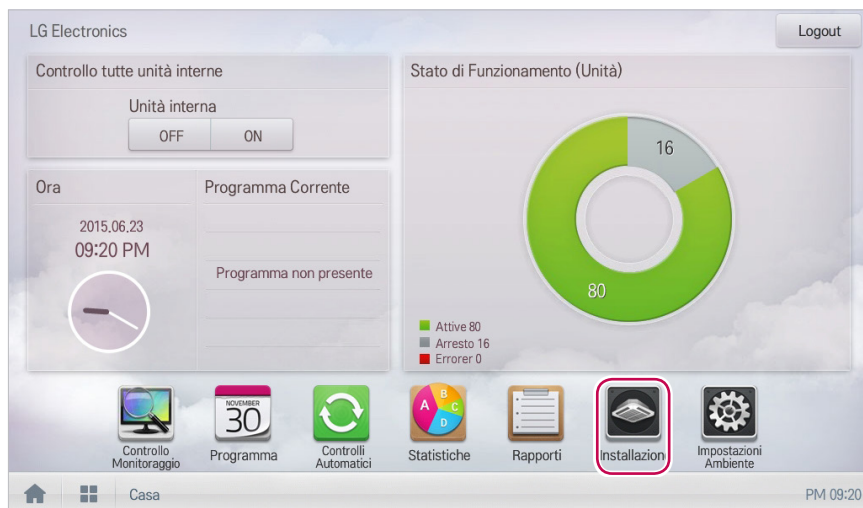 LG Electronics
Logout
Controllo tutte unità interne
Unità interna
OFF ON
Stato di Funzionamento (Unità)
16
80
Attive 80
Arresto 16
Errorer 0
Ora
2015.06.23
09:20 PM
Programma Corrente
Programma non presente
Controllo
Monitoraggio
NOVEMBER
30
Programma
Controlli
Automatici
A B C D
Statistiche
Rapporti
Installazione
Impostazioni
Ambiente
Casa
PM 09:20